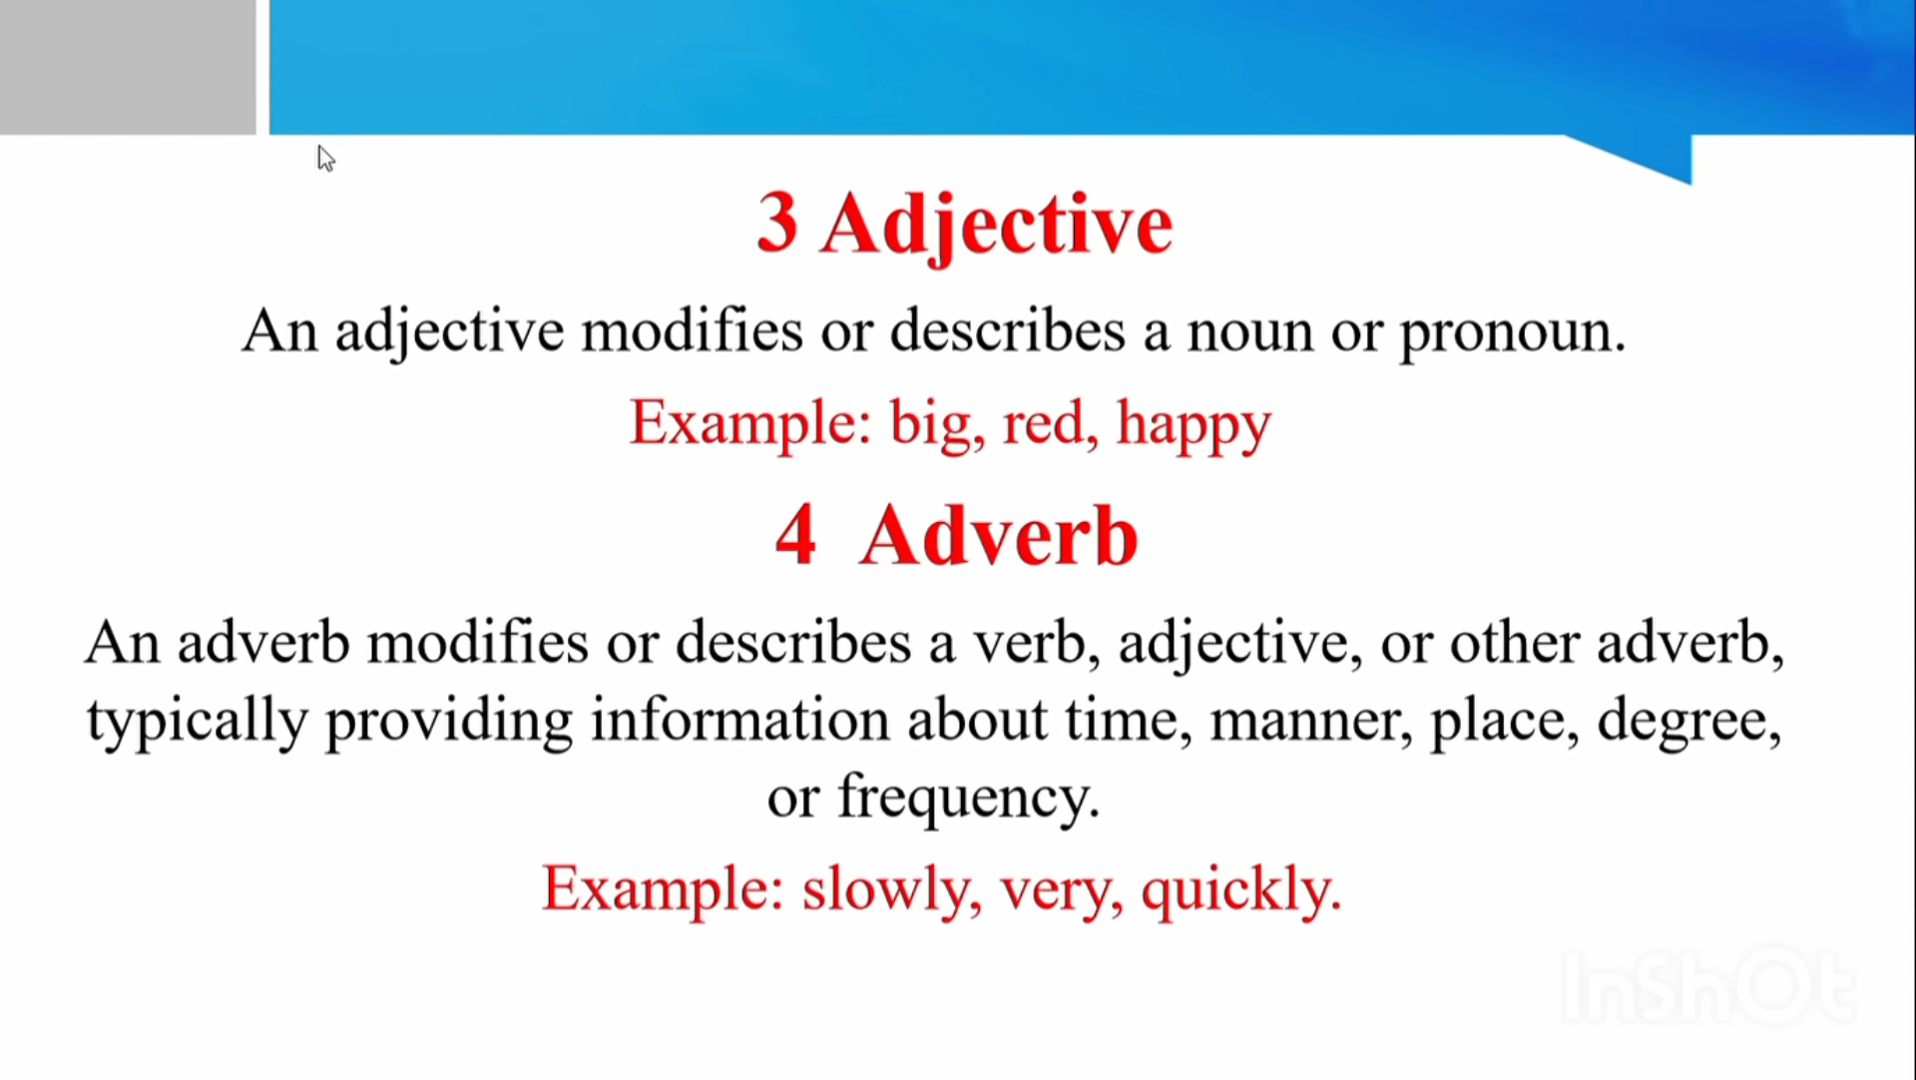 3 Adjective
An adjective modifies or describes a noun or pronoun.
Example: big, red, happy
4 Adverb
An adverb modifies or describes a verb, adjective, or other adverb,
typically providing information about time, manner, place, degree,
or frequency.
Example: slowly, very, quickly.
InShOt